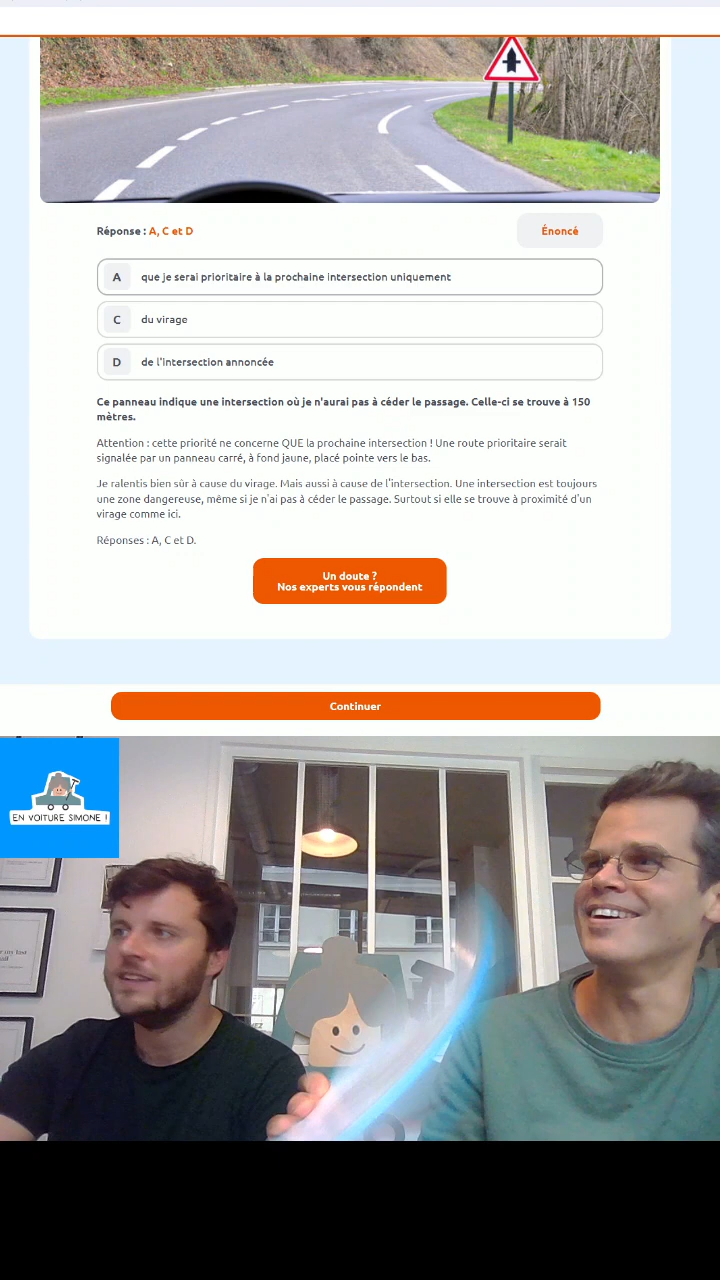 Réponse : A, C et D
Énoncé
A que je serai prioritaire à la prochaine intersection uniquement
C du virage
D de l'intersection annoncée
Ce panneau indique une intersection où je n'aurai pas à céder le passage. Celle-ci se trouve à 150
mètres.
Attention : cette priorité ne concerne QUE la prochaine intersection ! Une route prioritaire serait
signalée par un panneau carré, à fond jaune, placé pointe vers le bas.
Je ralentis bien sûr à cause du virage. Mais aussi à cause de l'intersection. Une intersection est toujours
une zone dangereuse, même si je n'ai pas à céder le passage. Surtout si elle se trouve à proximité d'un
virage comme ici.
Réponses : A, C et D.
Un doute ?
Nos experts vous répondent
Continuer
EN VOITURE SIMONE !